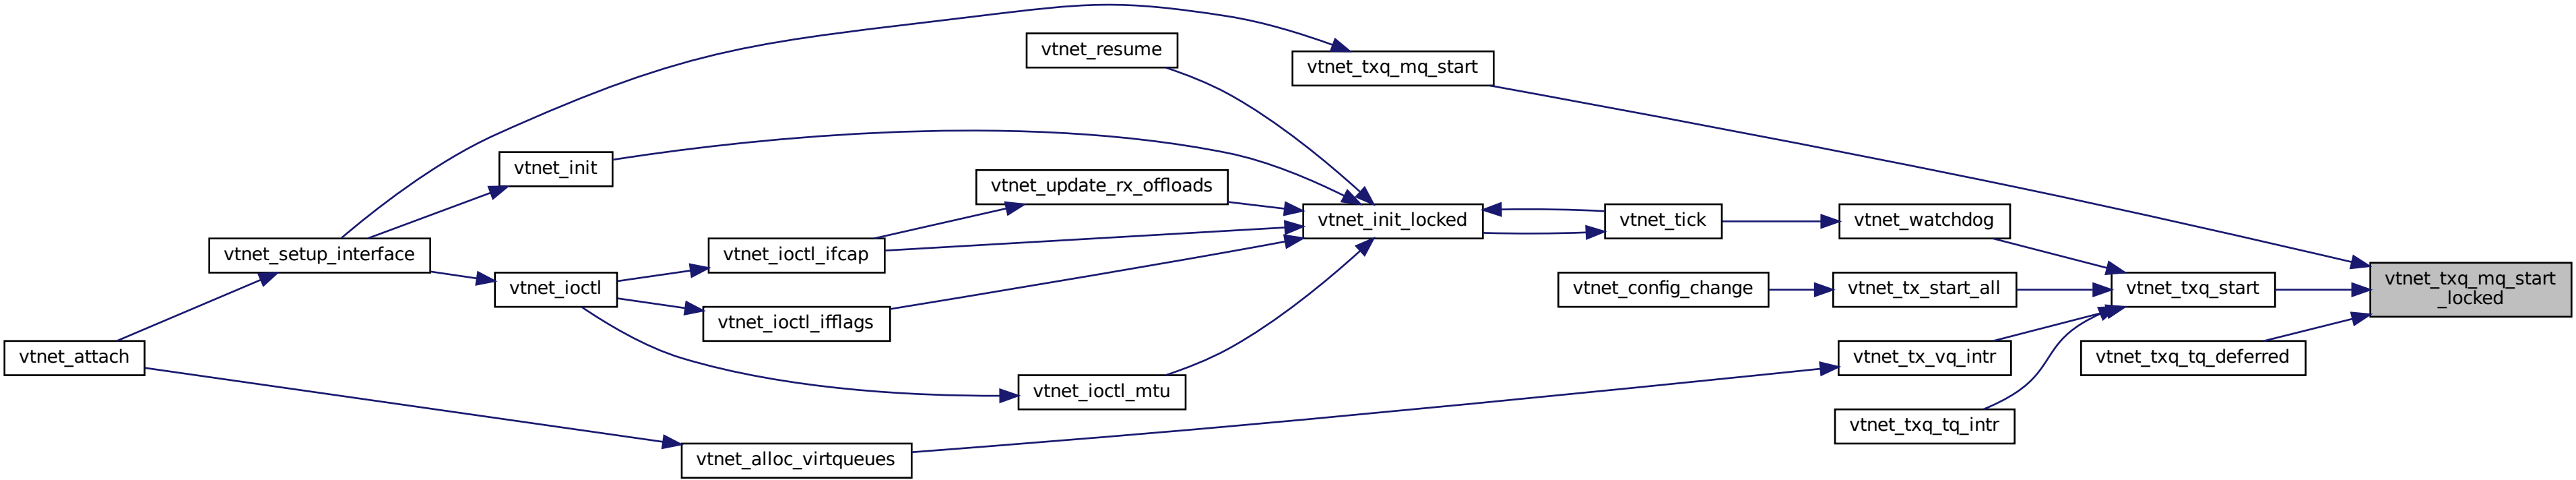 vtnet_resume
vtnet_txq_mq_start
vtnet_init
vtnet_update_rx_offloads
vtnet_init_locked
vtnet_tick
vtnet_watchdog
vtnet_setup_interface
vtnet_ioctl_ifcap
vtnet_ioctl
vtnet_config_change
vtnet_tx_start_all
vtnet_txq_start
vtnet_txq_mq_start
_locked
vtnet_ioctl_ifflags
vtnet_attach
vtnet_tx_vq_intr
vtnet_txq_tq_deferred
vtnet_ioctl_mtu
vtnet_txq_tq_intr
vtnet_alloc_virtqueues